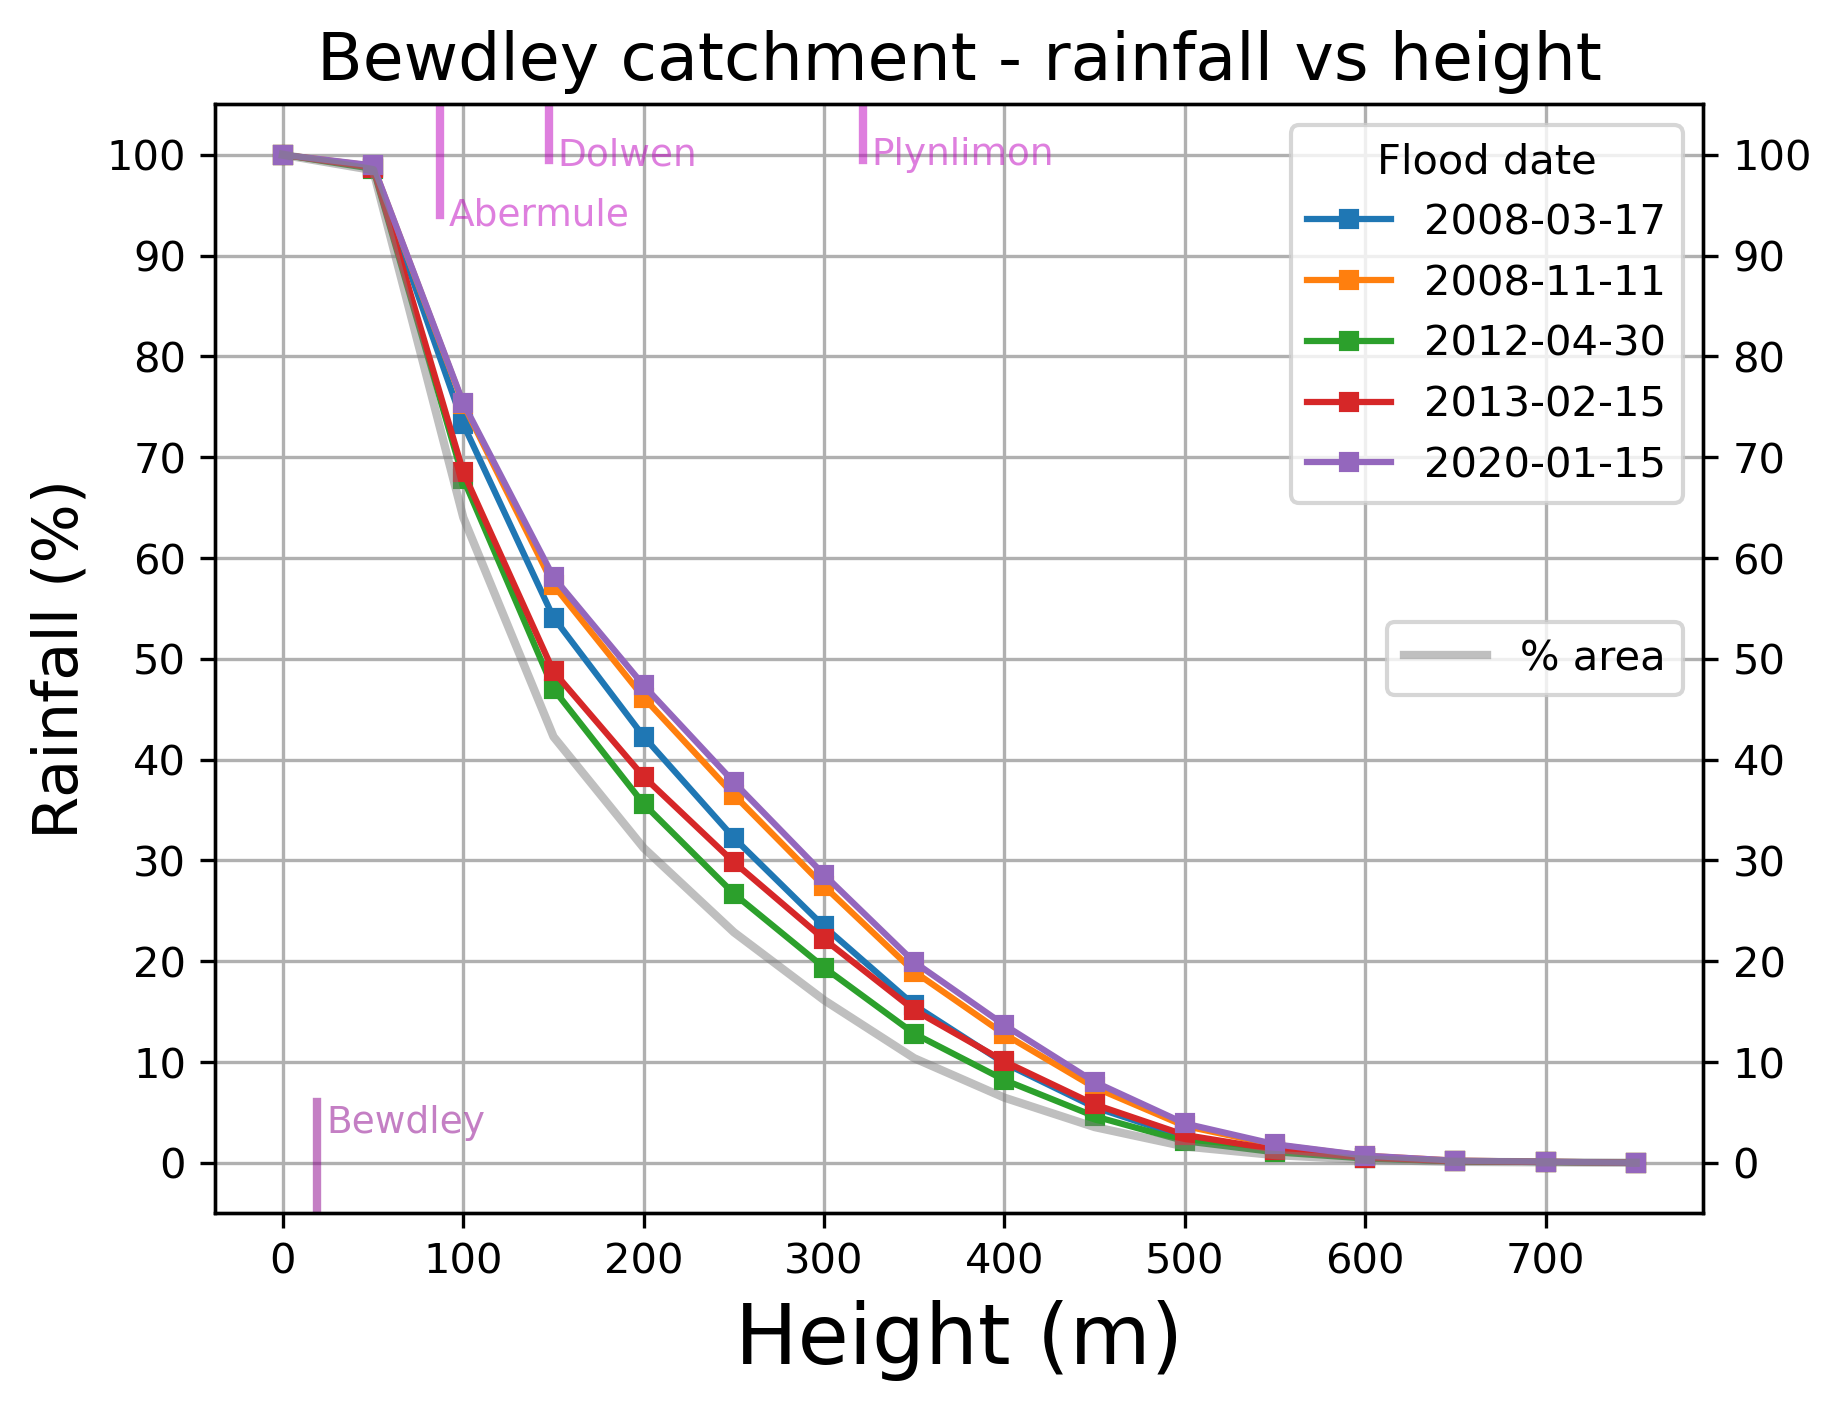 Bewdley catchment - rainfall vs height
Dolwen
Plynlimon
Abermule
Flood date
2008-03-17
2008-11-11
2012-04-30
2013-02-15
2020-01-15
% area
Bewdley
100
90
80
70
60
50
40
30
20
10
0
100
90
80
70
60
50
40
30
20
10
0
Rainfall (%)
0 100 200 300 400 500 600 700
Height (m)